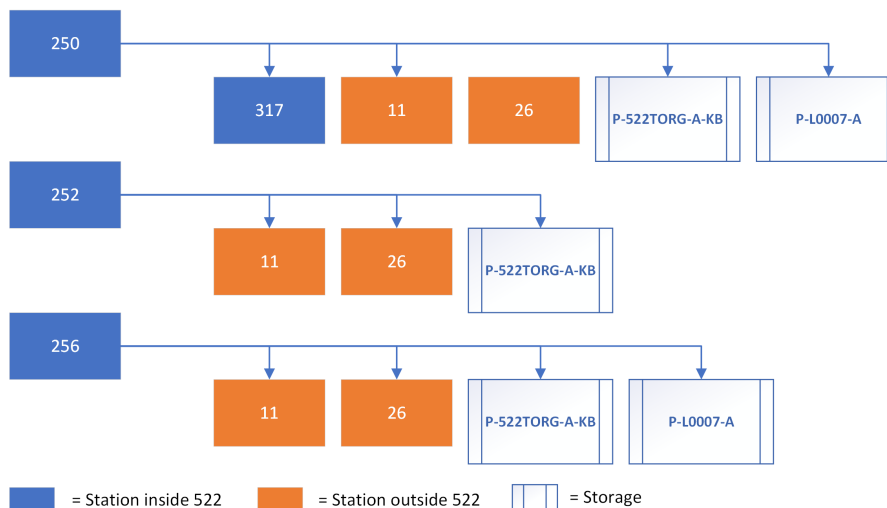 250
317
11
26
P-522TORG-A-KB
P-L0007-A
252
11
26
P-522TORG-A-KB
256
11
26
P-522TORG-A-KB
P-L0007-A
= Station inside 522
= Station outside 522
= Storage